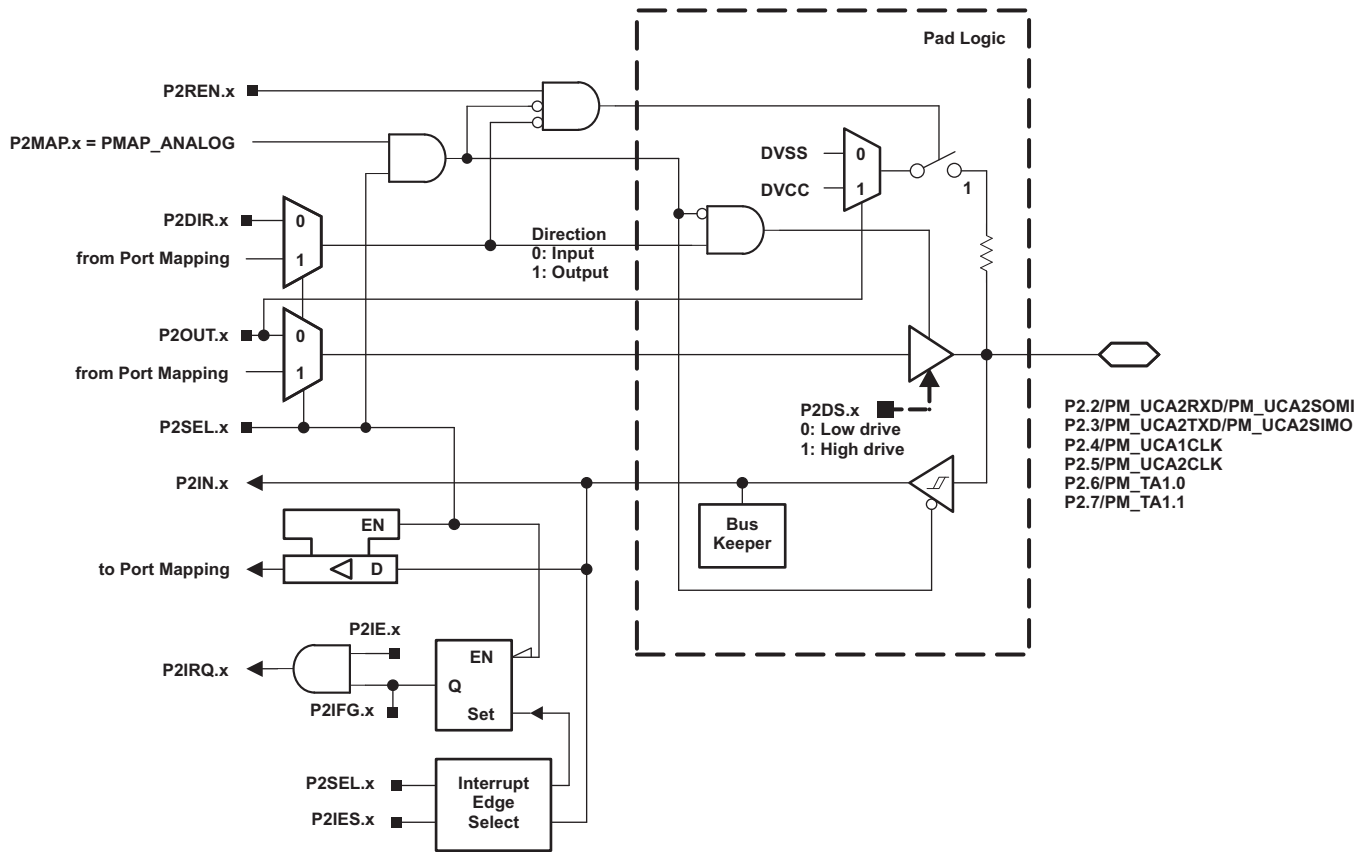 Pad Logic
P2REN.x
P2MAP.x = PMAP_ANALOG
DVSS
0
DVCC
1
1
P2DIR.x
0
from Port Mapping
1
Direction
0: Input
1: Output
P2OUT.x
0
from Port Mapping
1
P2SEL.x
P2DS.x
0: Low drive
1: High drive
P2.2/PM_UCA2RXD/PM_UCA2SOMI
P2.3/PM_UCA2TXD/PM_UCA2SIMO
P2.4/PM_UCA1CLK
P2.5/PM_UCA2CLK
P2.6/PM_TA1.0
P2.7/PM_TA1.1
P2IN.x
Bus
Keeper
EN
to Port Mapping
D
P2IE.x
P2IRQ.x
EN
Q
P2IFG.x
Set
P2SEL.x
P2IES.x
Interrupt
Edge
Select